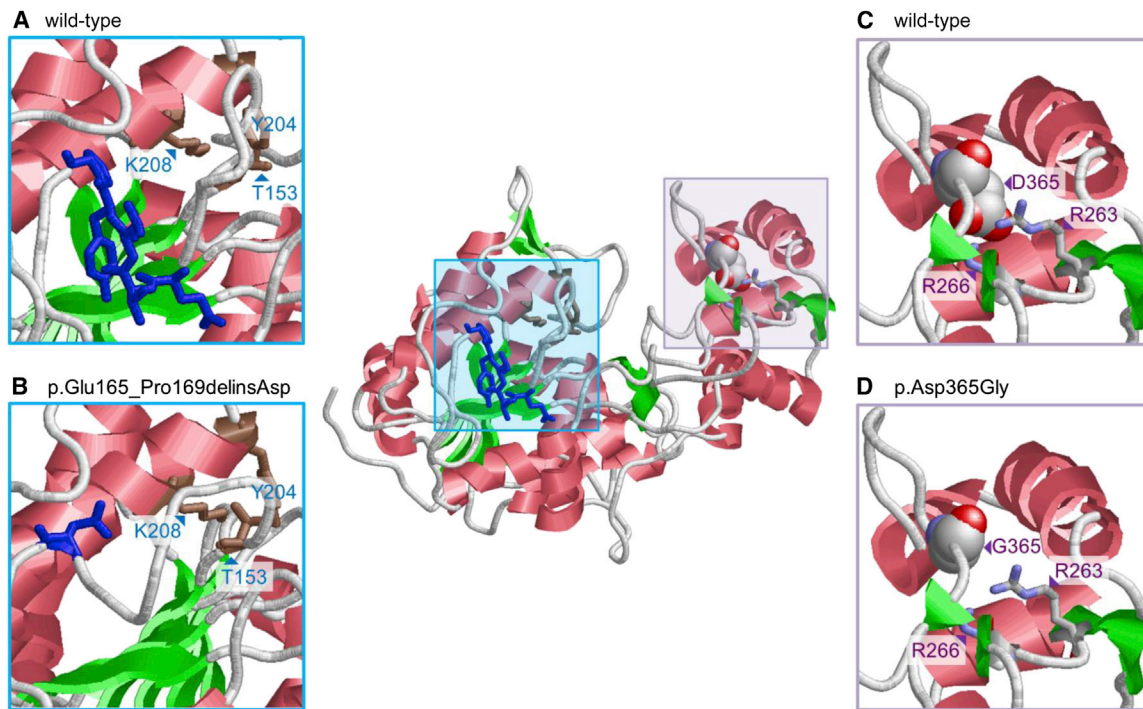 A wild-type
K208
Y204
T153
B p.Glu165_Pro169delinsAsp
K208
Y204
T153
C wild-type
D365
R263
R266
D p.Asp365Gly
G365
R263
R266